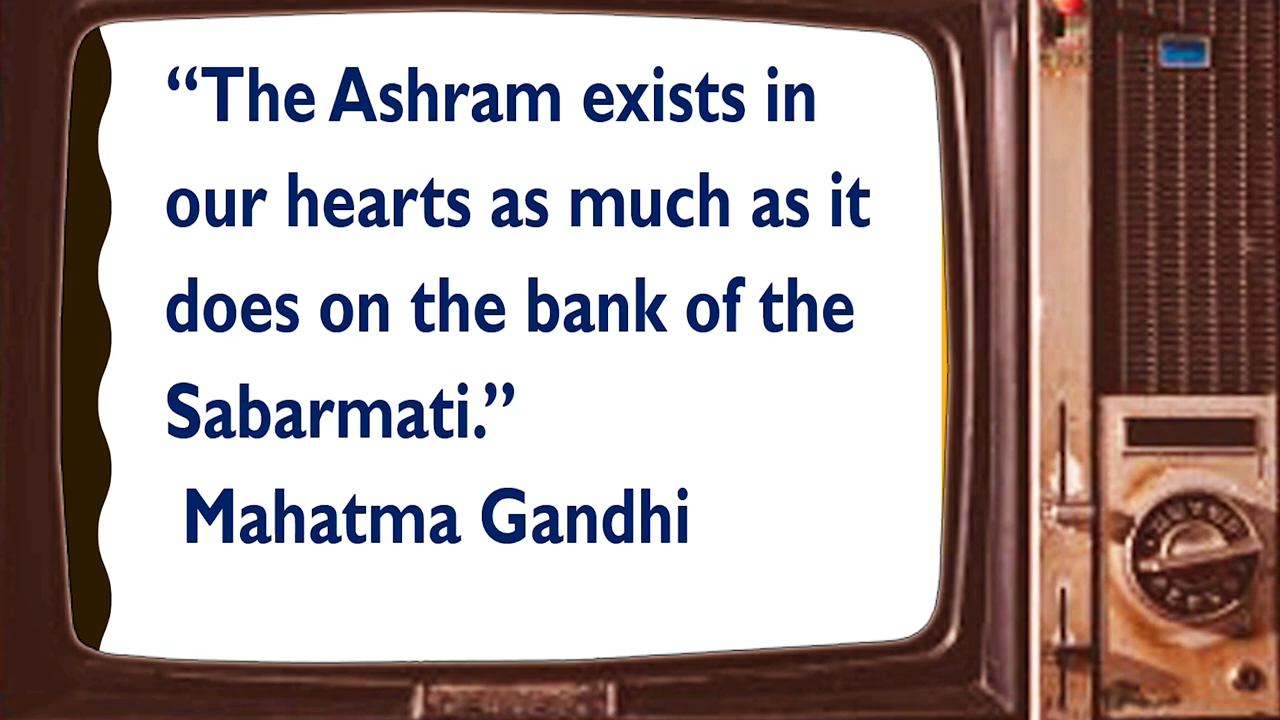 “The Ashram exists in
our hearts as much as it
does on the bank of the
Sabarmati.”
Mahatma Gandhi